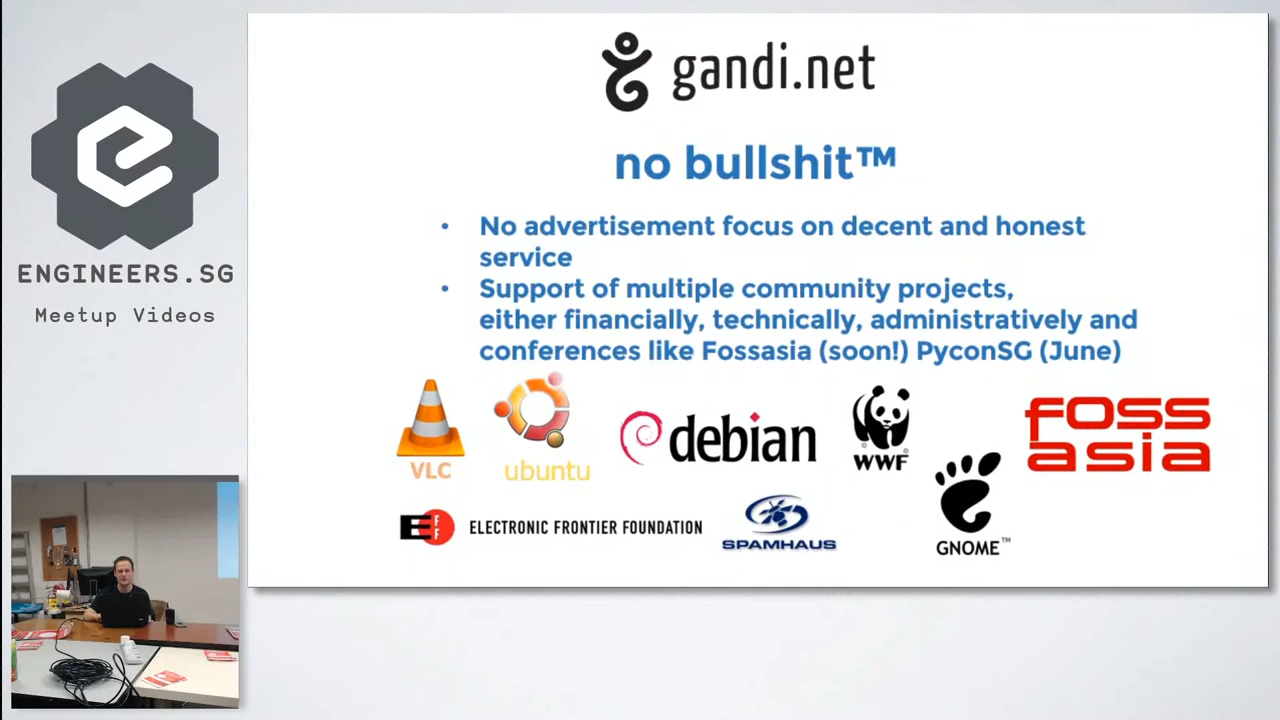 ENGINEERS.SG
Meetup Videos
gandi.net
no bullshit™
• No advertisement focus on decent and honest
service
• Support of multiple community projects,
either financially, technically, administratively and
conferences like Fossasia (soon!) PyconSG (June)
VLC
ubuntu
debian
WWF
FOSS
asia
EFF
ELECTRONIC FRONTIER FOUNDATION
SPAMHAUS
GNOME™